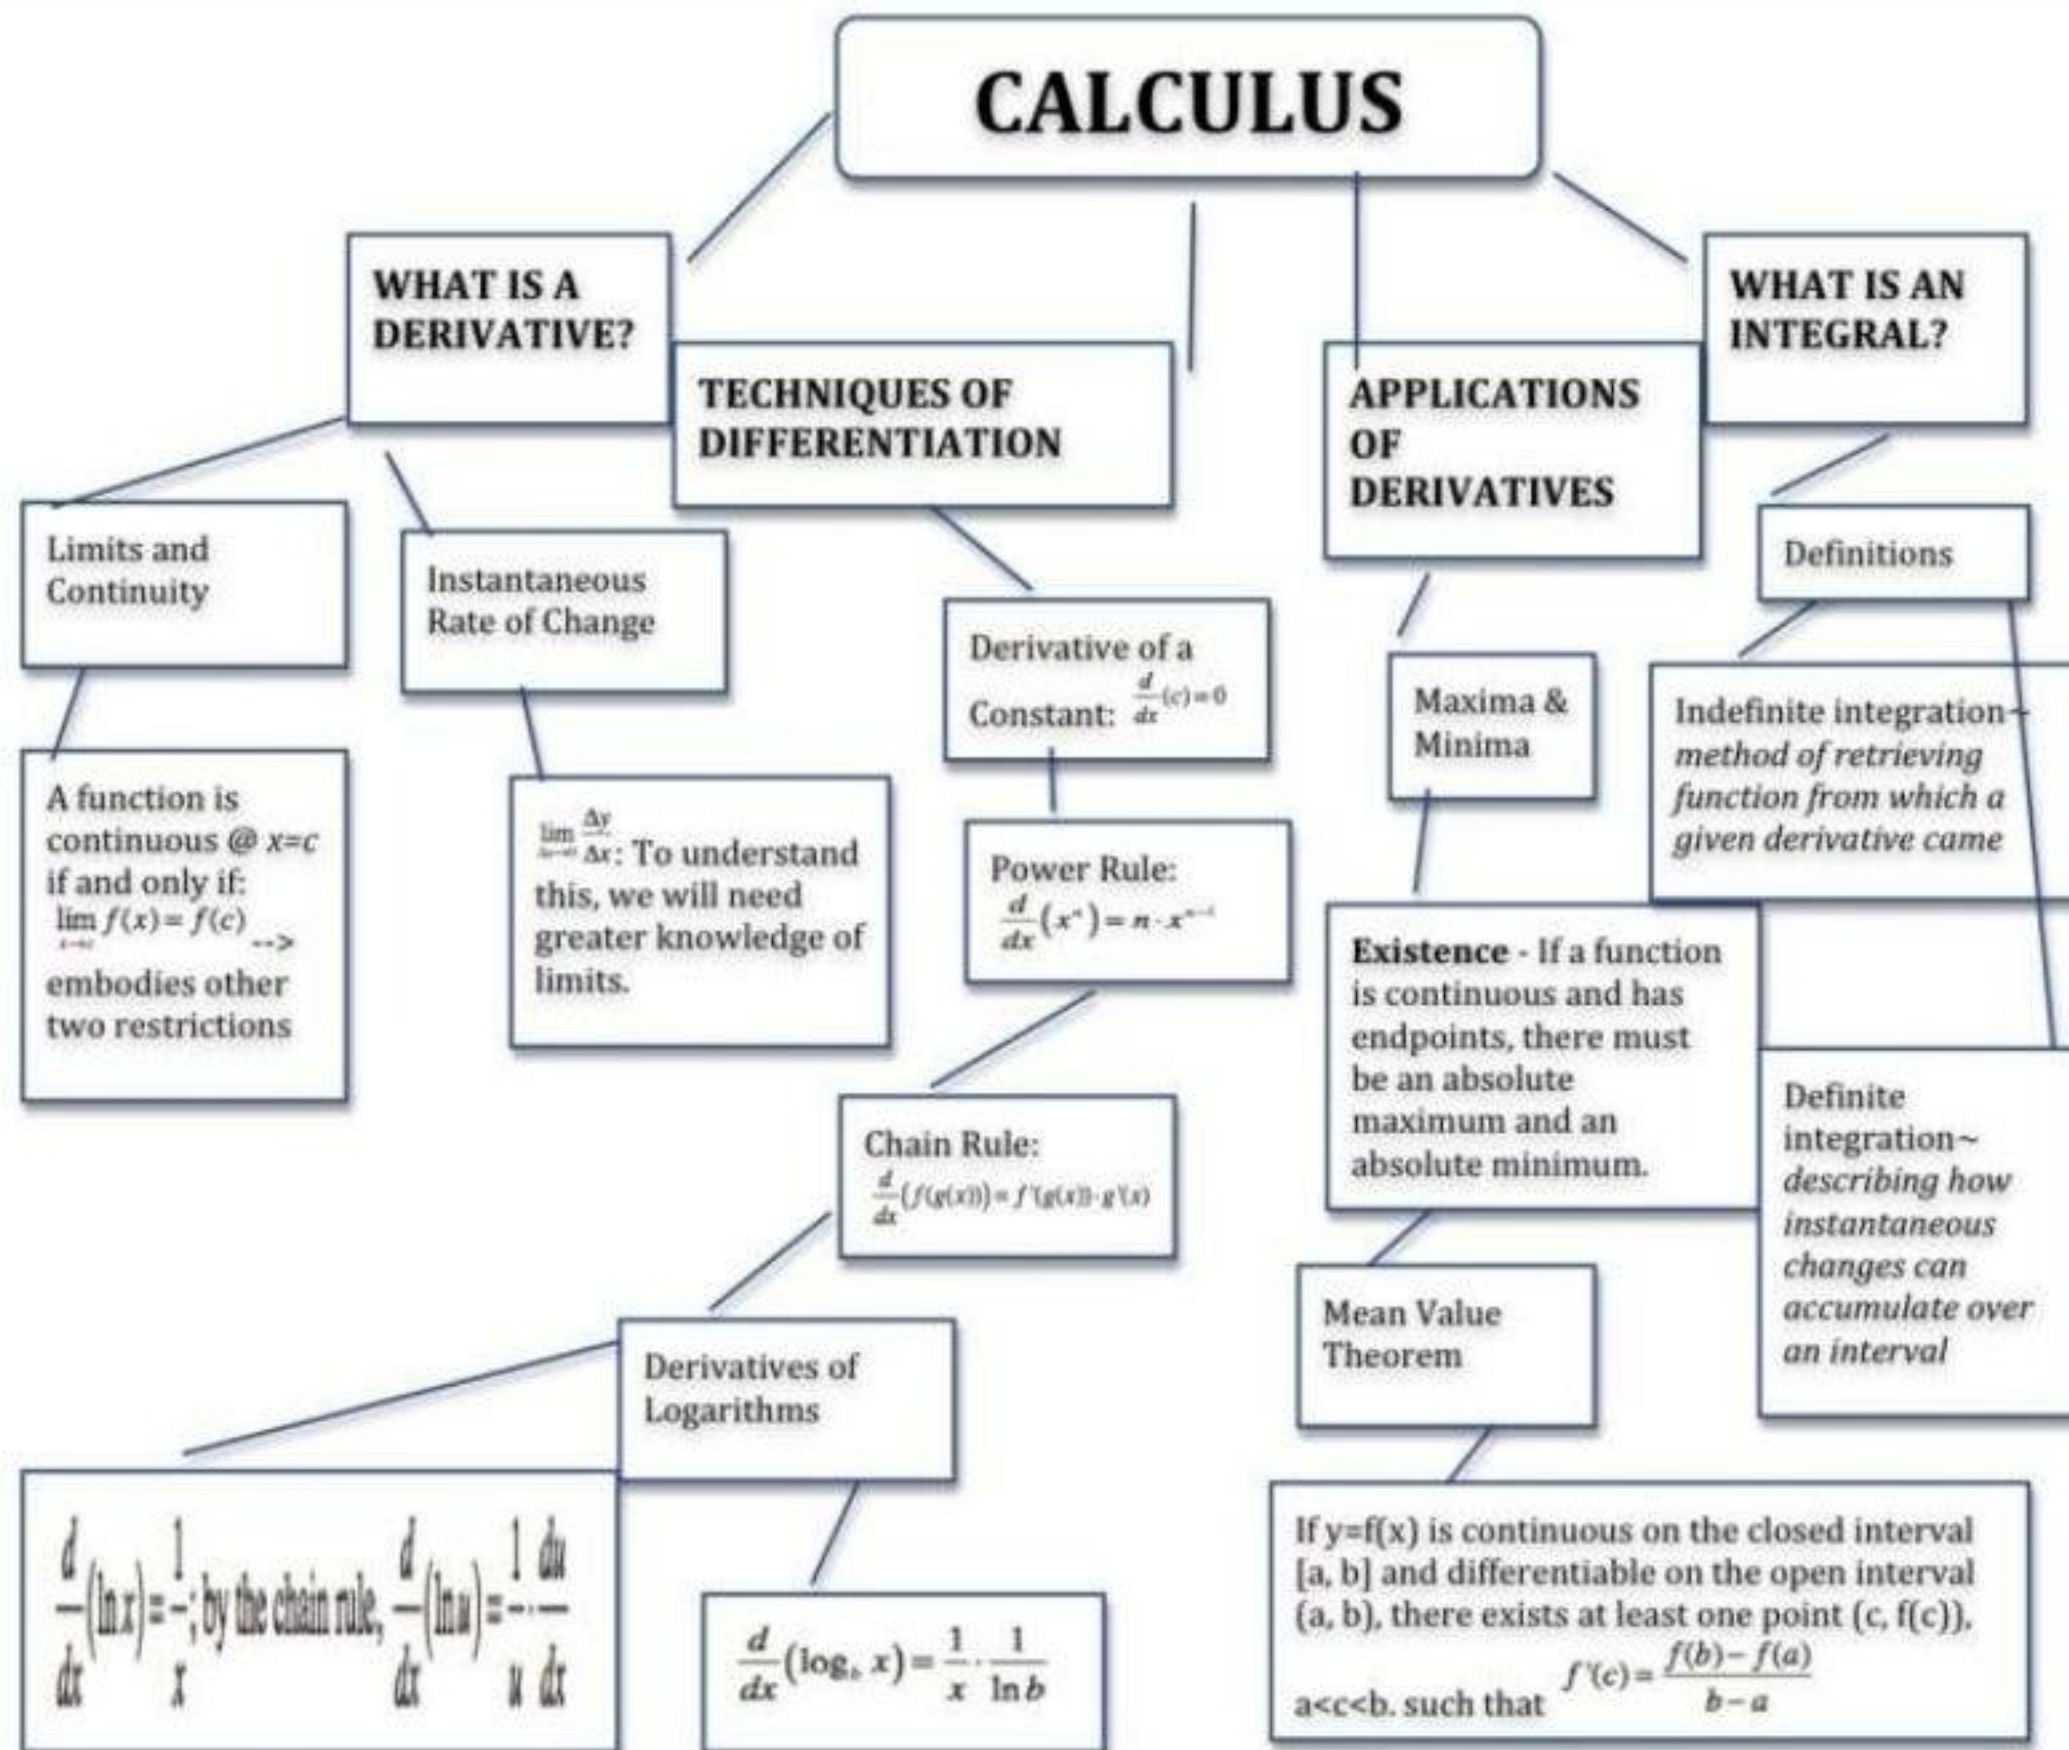 CALCULUS
WHAT IS A
DERIVATIVE?
TECHNIQUES OF
DIFFERENTIATION
APPLICATIONS
OF
DERIVATIVES
WHAT IS AN
INTEGRAL?
Limits and
Continuity
Instantaneous
Rate of Change
A function is
continuous @ x=c
if and only if:
lim f(x) = f(c) -->
embodies other
two restrictions
lim Δy/Δx: To understand
this, we will need
greater knowledge of
limits.
Derivative of a
Constant: d/dx (c) = 0
Power Rule:
d/dx (xⁿ) = n · xⁿ⁻¹
Chain Rule:
d/dx (f(g(x))) = f'(g(x)) · g'(x)
Derivatives of
Logarithms
d/dx (ln x) = 1/x ; by the chain rule, d/dx (ln u) = 1/u · du/dx
d/dx (log_b x) = 1/x · 1/ln b
Maxima &
Minima
Existence - If a function
is continuous and has
endpoints, there must
be an absolute
maximum and an
absolute minimum.
Mean Value
Theorem
If y=f(x) is continuous on the closed interval
[a, b] and differentiable on the open interval
(a, b), there exists at least one point (c, f(c)),
a<c<b. such that f'(c) = f(b) − f(a) / b − a
Definitions
Indefinite integration~
method of retrieving
function from which a
given derivative came
Definite
integration~
describing how
instantaneous
changes can
accumulate over
an interval